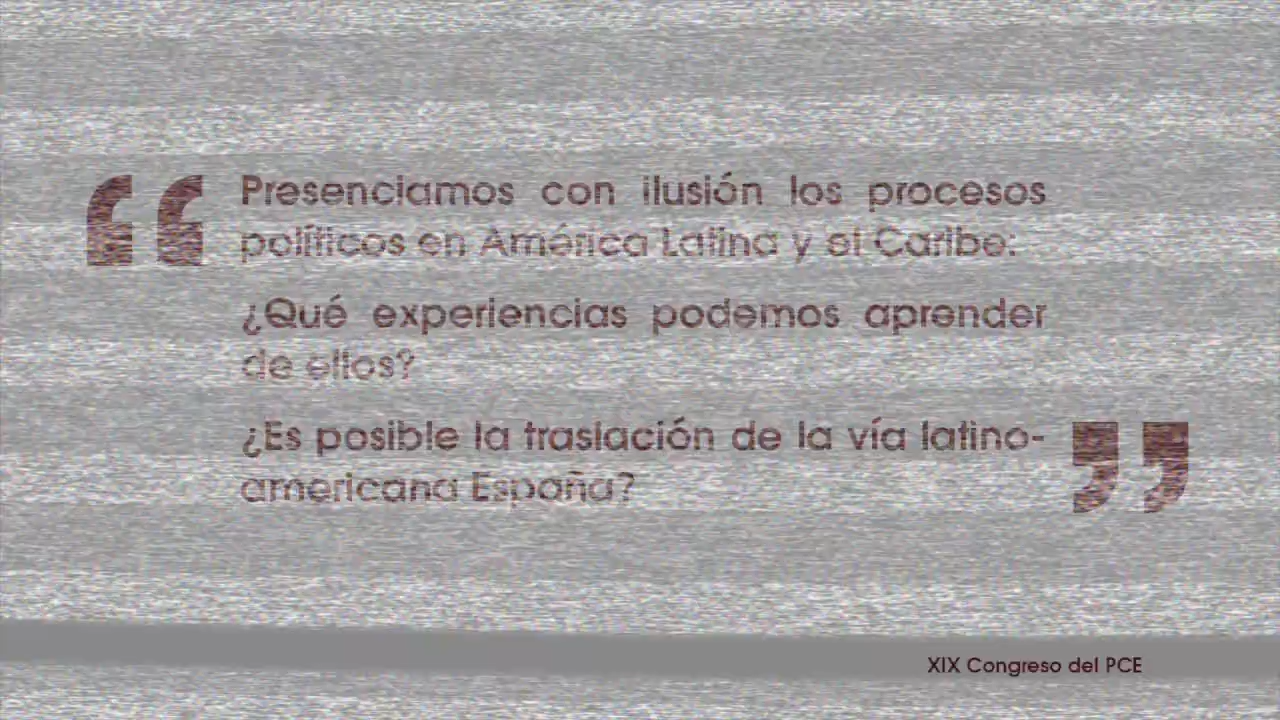 “Presenciamos con ilusión los procesos
políticos en América Latina y el Caribe:
¿Qué experiencias podemos aprender
de ellos?
¿Es posible la traslación de la vía latino-
americana España?”
XIX Congreso del PCE